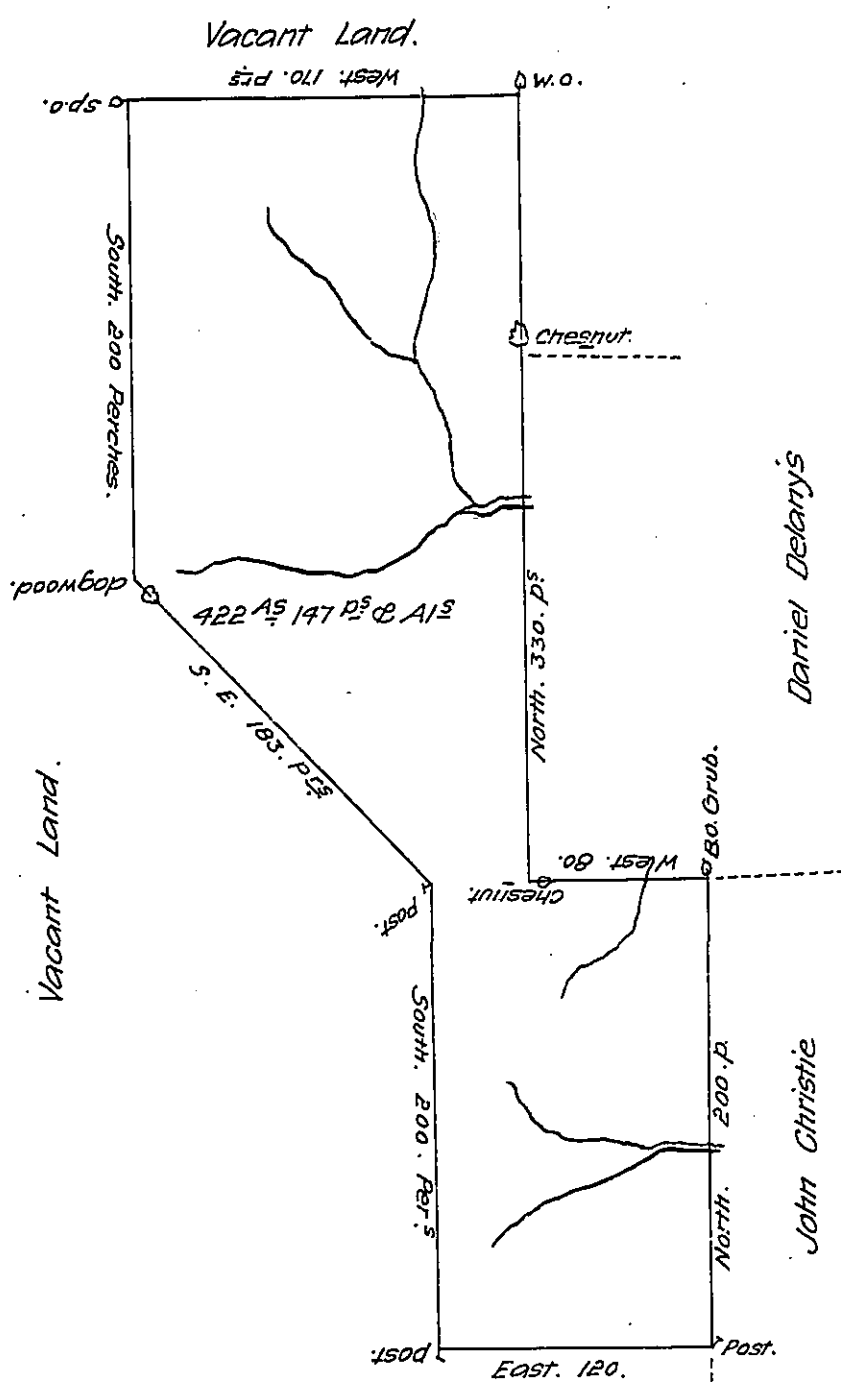 Vacant Land.
West. 170. prs
W.O.
Sp.o.
South. 200 Perches.
Chesnut.
Daniel Delany's
dogwood.
422 As 147 ps & Als
North. 330. ps
S. E. 183. prs
Vacant Land.
Bo. Grub.
West. 80.
Chesnut.
post.
South. 200. Pers
North. 200. p.
John Christie
post.
East. 120.
Post.